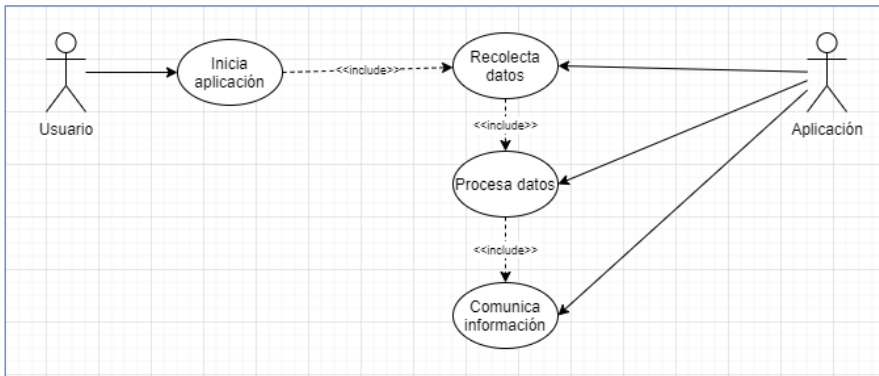 Inicia
aplicación
<<include>>
Recolecta
datos
Usuario
Aplicación
<<include>>
Procesa datos
<<include>>
Comunica
información